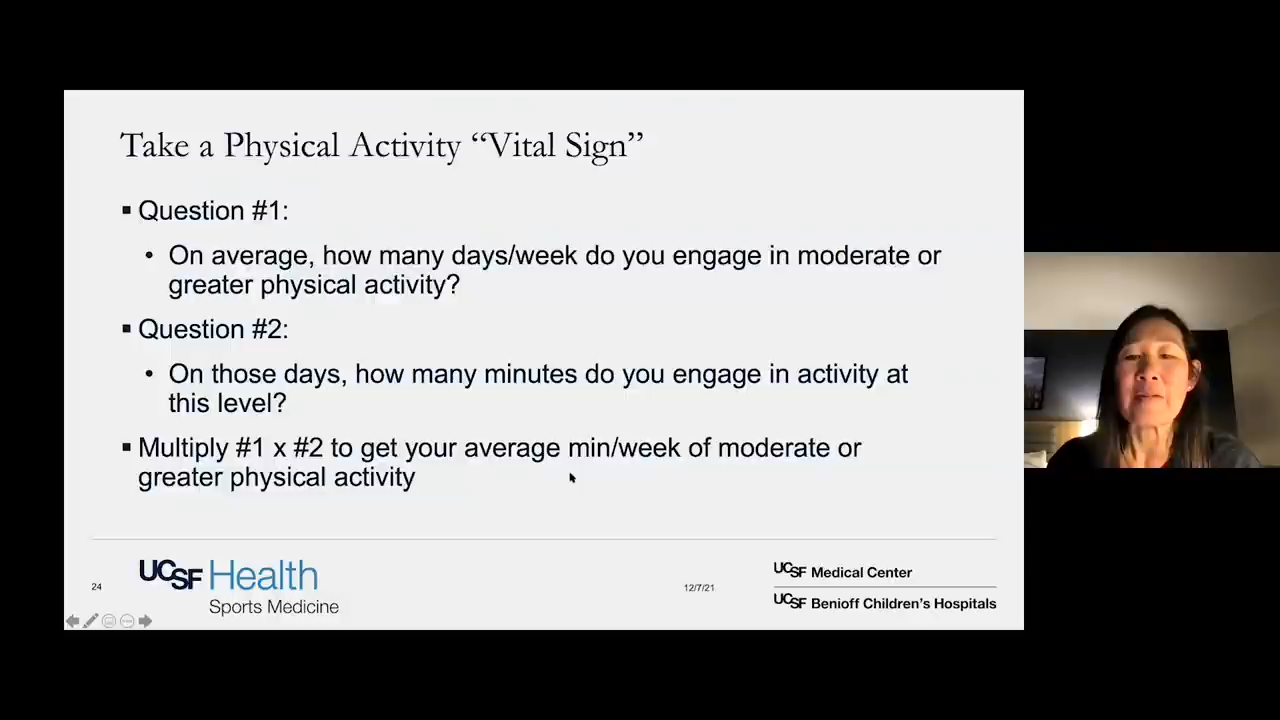 Take a Physical Activity “Vital Sign”
▪ Question #1:
• On average, how many days/week do you engage in moderate or
greater physical activity?
▪ Question #2:
• On those days, how many minutes do you engage in activity at
this level?
▪ Multiply #1 x #2 to get your average min/week of moderate or
greater physical activity
24
UCSF Health
Sports Medicine
12/7/21
UCSF Medical Center
UCSF Benioff Children’s Hospitals